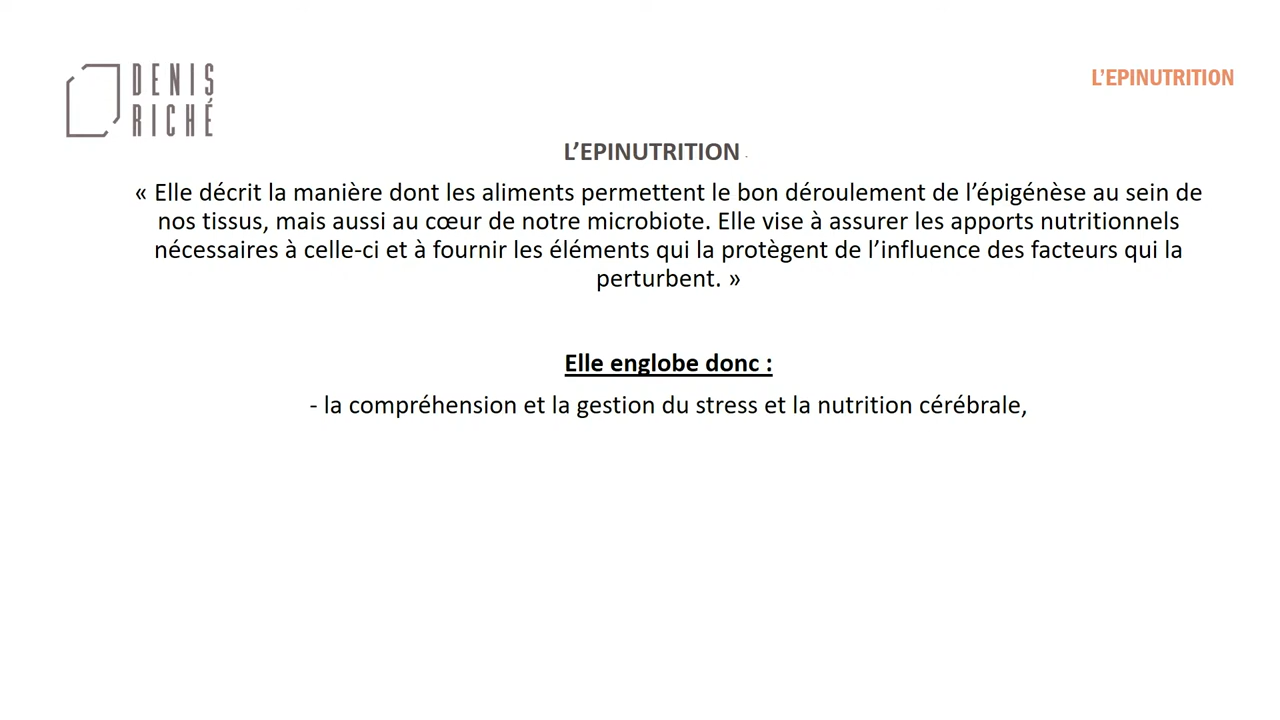 DENIS
RICHÉ
L’EPINUTRITION
L’EPINUTRITION
« Elle décrit la manière dont les aliments permettent le bon déroulement de l’épigénèse au sein de
nos tissus, mais aussi au cœur de notre microbiote. Elle vise à assurer les apports nutritionnels
nécessaires à celle-ci et à fournir les éléments qui la protègent de l’influence des facteurs qui la
perturbent. »
Elle englobe donc :
- la compréhension et la gestion du stress et la nutrition cérébrale,